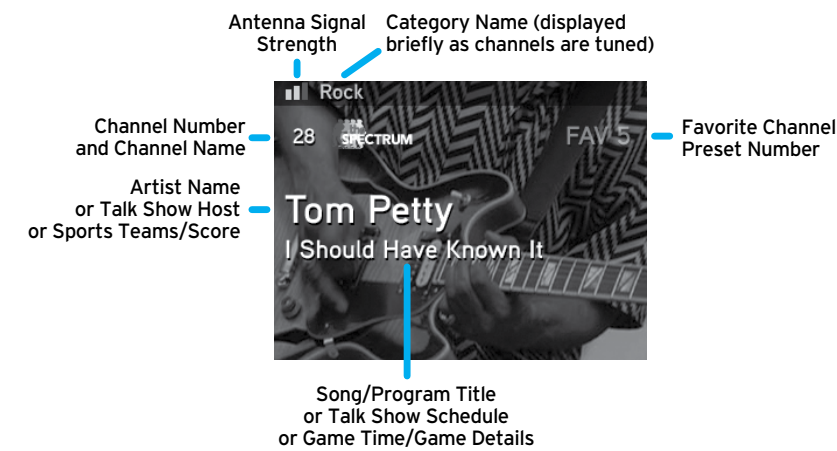 Antenna Signal
Strength
Category Name (displayed
briefly as channels are tuned)
Rock
Channel Number
and Channel Name
28 SPECTRUM
FAV 5
Favorite Channel
Preset Number
Artist Name
or Talk Show Host
or Sports Teams/Score
Tom Petty
I Should Have Known It
Song/Program Title
or Talk Show Schedule
or Game Time/Game Details